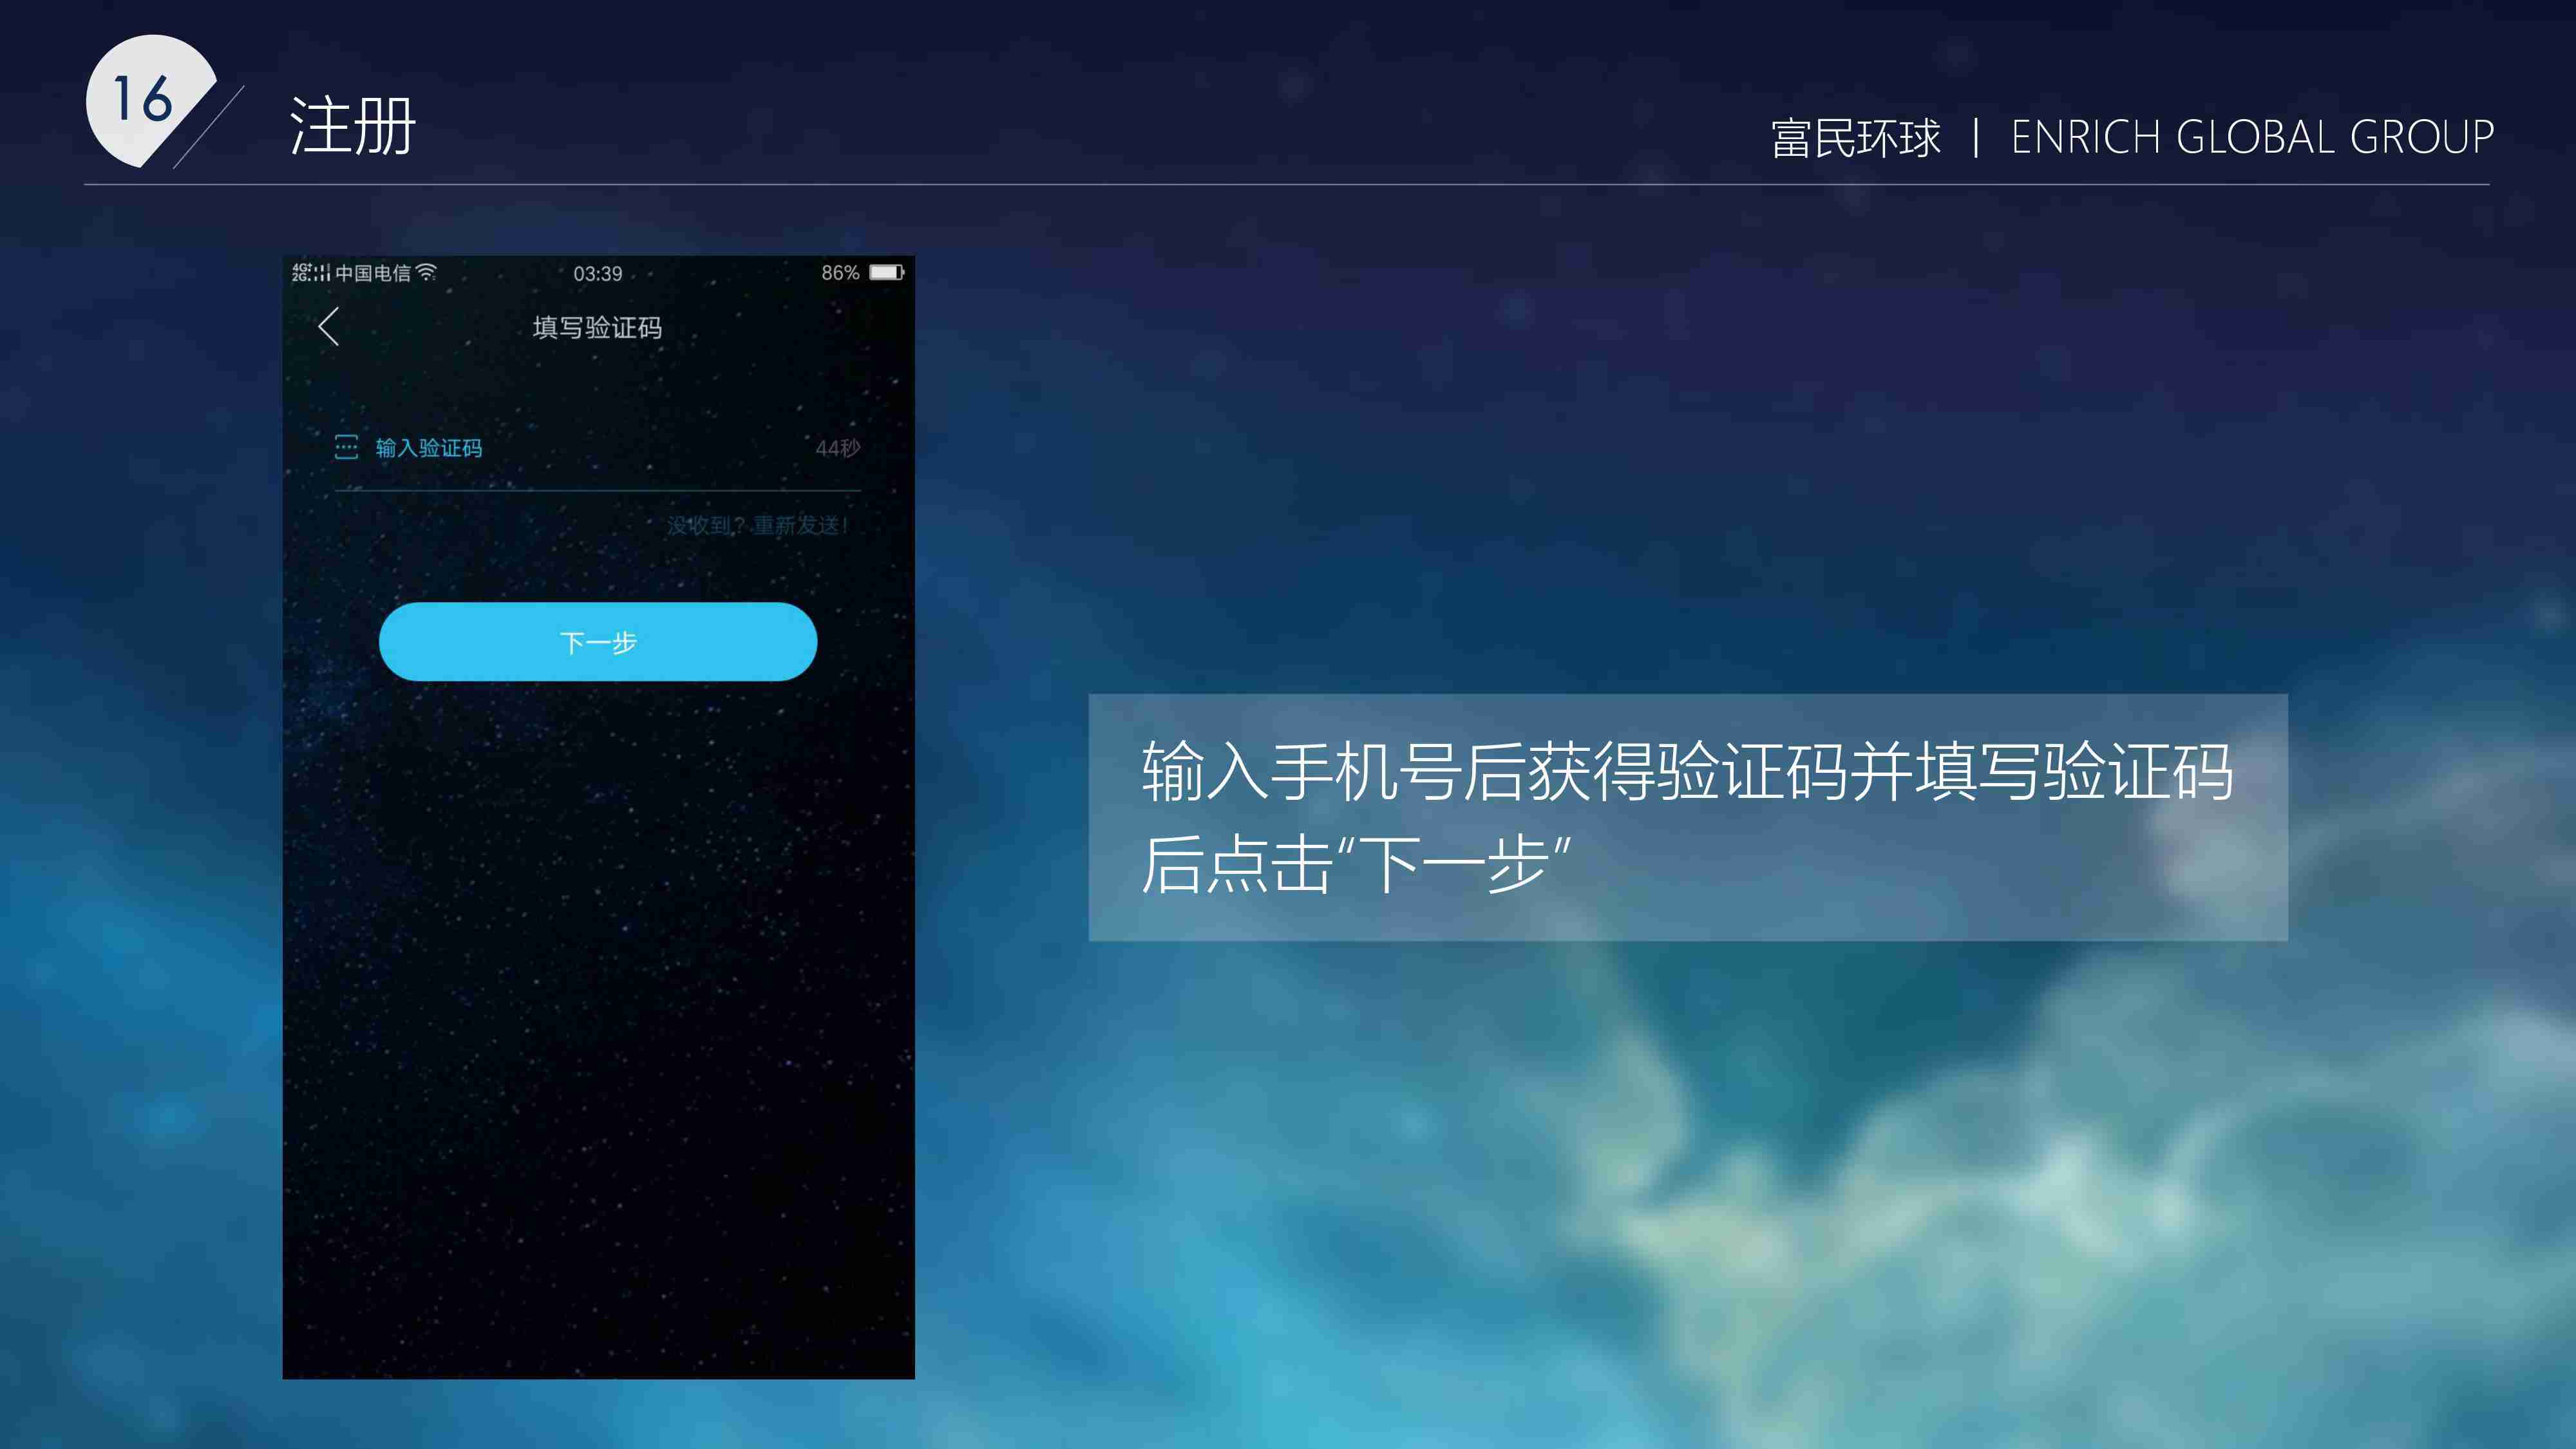 16
注册
富民环球 | ENRICH GLOBAL GROUP
4G+ 2G 中国电信 03:39 86%
填写验证码
输入验证码 44秒
没收到？重新发送！
下一步
输入手机号后获得验证码并填写验证码
后点击“下一步”